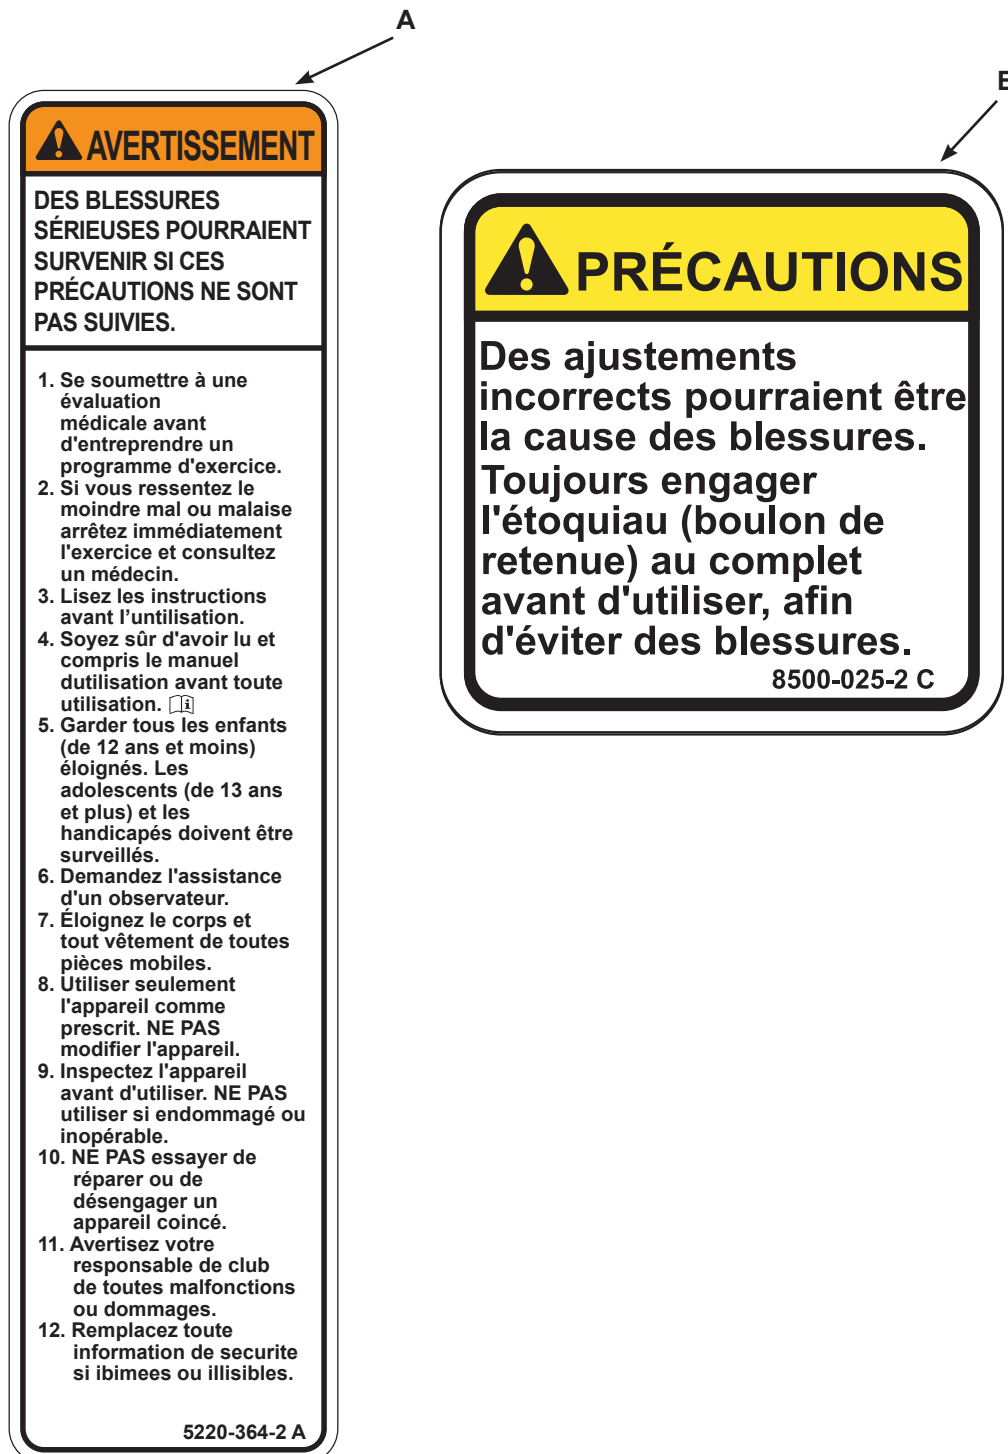 A
AVERTISSEMENT
DES BLESSURES
SÉRIEUSES POURRAIENT
SURVENIR SI CES
PRÉCAUTIONS NE SONT
PAS SUIVIES.
1. Se soumettre à une
évaluation
médicale avant
d'entreprendre un
programme d'exercice.
2. Si vous ressentez le
moindre mal ou malaise
arrêtez immédiatement
l'exercice et consultez
un médecin.
3. Lisez les instructions
avant l’untilisation.
4. Soyez sûr d'avoir lu et
compris le manuel
dutilisation avant toute
utilisation.
5. Garder tous les enfants
(de 12 ans et moins)
éloignés. Les
adolescents (de 13 ans
et plus) et les
handicapés doivent être
surveillés.
6. Demandez l'assistance
d'un observateur.
7. Éloignez le corps et
tout vêtement de toutes
pièces mobiles.
8. Utiliser seulement
l'appareil comme
prescrit. NE PAS
modifier l'appareil.
9. Inspectez l'appareil
avant d'utiliser. NE PAS
utiliser si endommagé ou
inopérable.
10. NE PAS essayer de
réparer ou de
désengager un
appareil coincé.
11. Avertisez votre
responsable de club
de toutes malfonctions
ou dommages.
12. Remplacez toute
information de securite
si ibimees ou illisibles.
5220-364-2 A
PRÉCAUTIONS
Des ajustements
incorrects pourraient être
la cause des blessures.
Toujours engager
l'étoquiau (boulon de
retenue) au complet
avant d'utiliser, afin
d'éviter des blessures.
8500-025-2 C